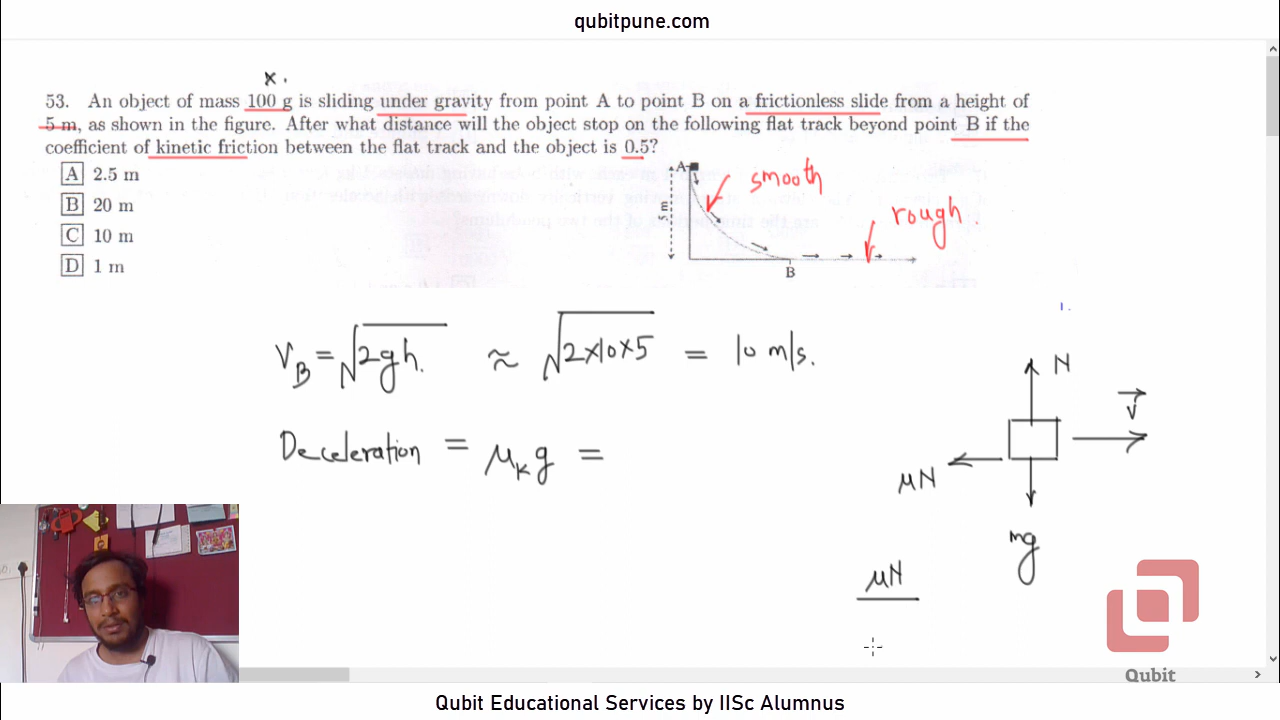 qubitpune.com
x.
53. An object of mass 100 g is sliding under gravity from point A to point B on a frictionless slide from a height of
5 m, as shown in the figure. After what distance will the object stop on the following flat track beyond point B if the
coefficient of kinetic friction between the flat track and the object is 0.5?
A 2.5 m
B 20 m
C 10 m
D 1 m
A
5 m
B
smooth
rough.
V_B = √2gh. ≈ √2×10×5 = 10 m/s.
Deceleration = μ_K g =
N
V
μN
mg
μN
Qubit
Qubit Educational Services by IISc Alumnus